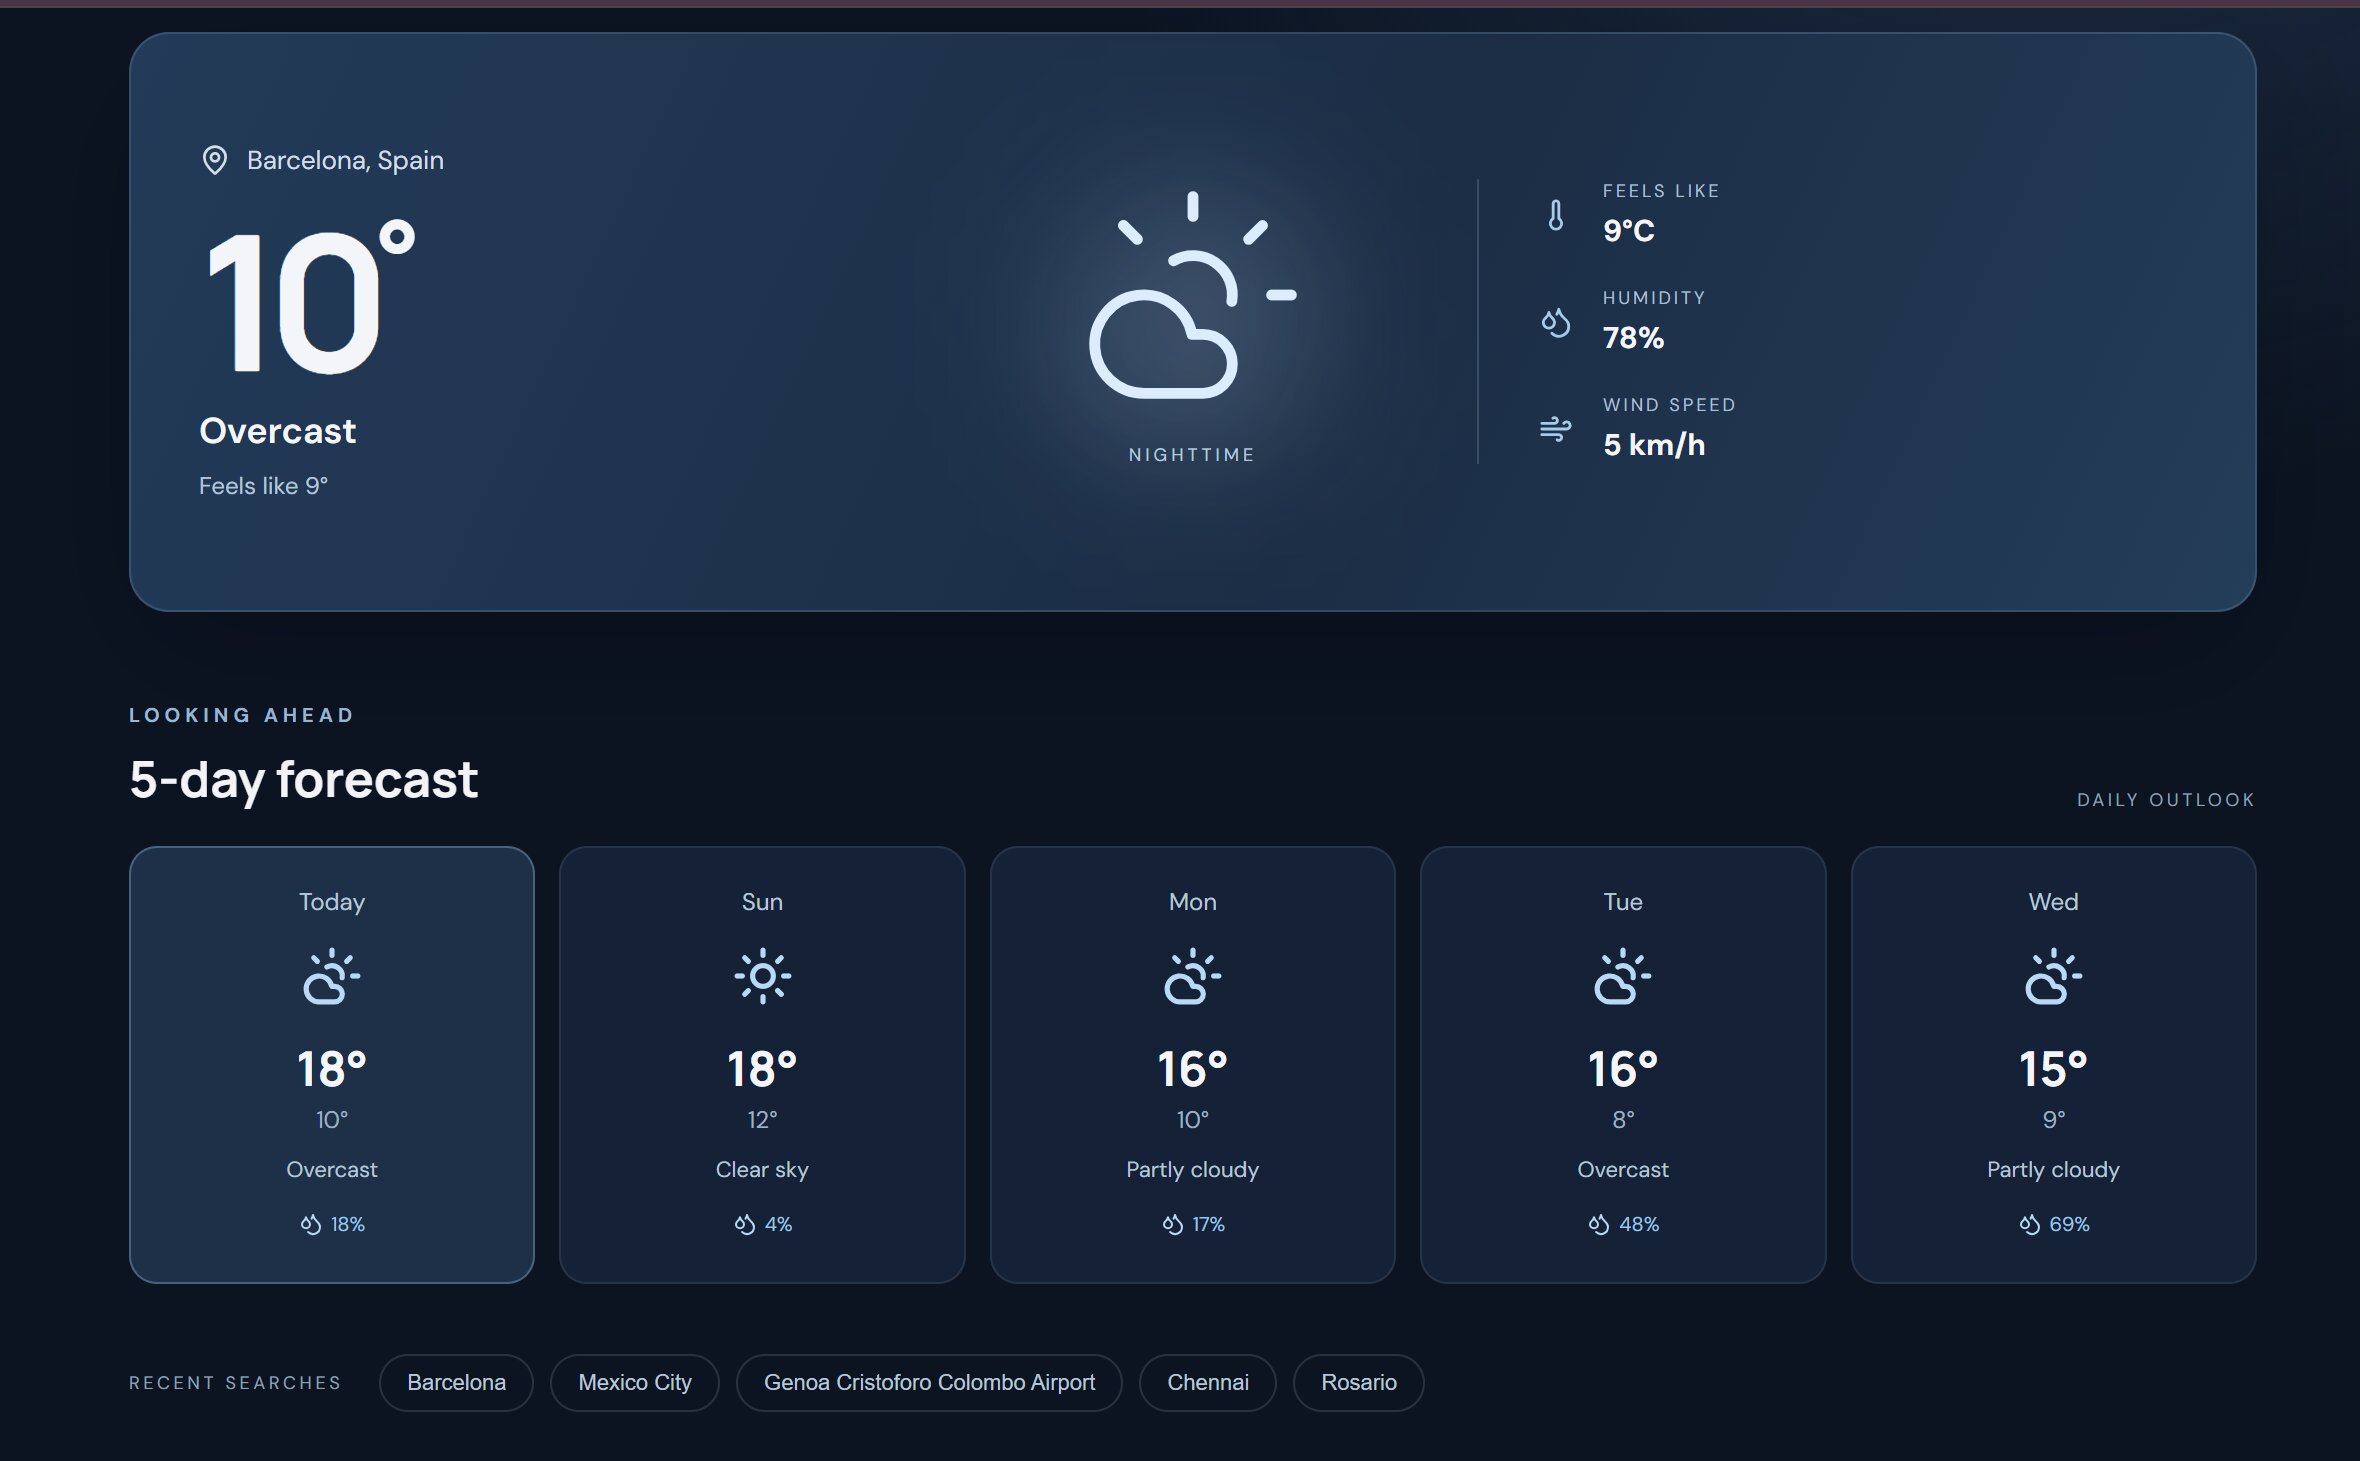 Barcelona, Spain
10°
Overcast
Feels like 9°
NIGHTTIME
FEELS LIKE
9°C
HUMIDITY
78%
WIND SPEED
5 km/h
LOOKING AHEAD
5-day forecast
DAILY OUTLOOK
Today
18°
10°
Overcast
18%
Sun
18°
12°
Clear sky
4%
Mon
16°
10°
Partly cloudy
17%
Tue
16°
8°
Overcast
48%
Wed
15°
9°
Partly cloudy
69%
RECENT SEARCHES
Barcelona
Mexico City
Genoa Cristoforo Colombo Airport
Chennai
Rosario